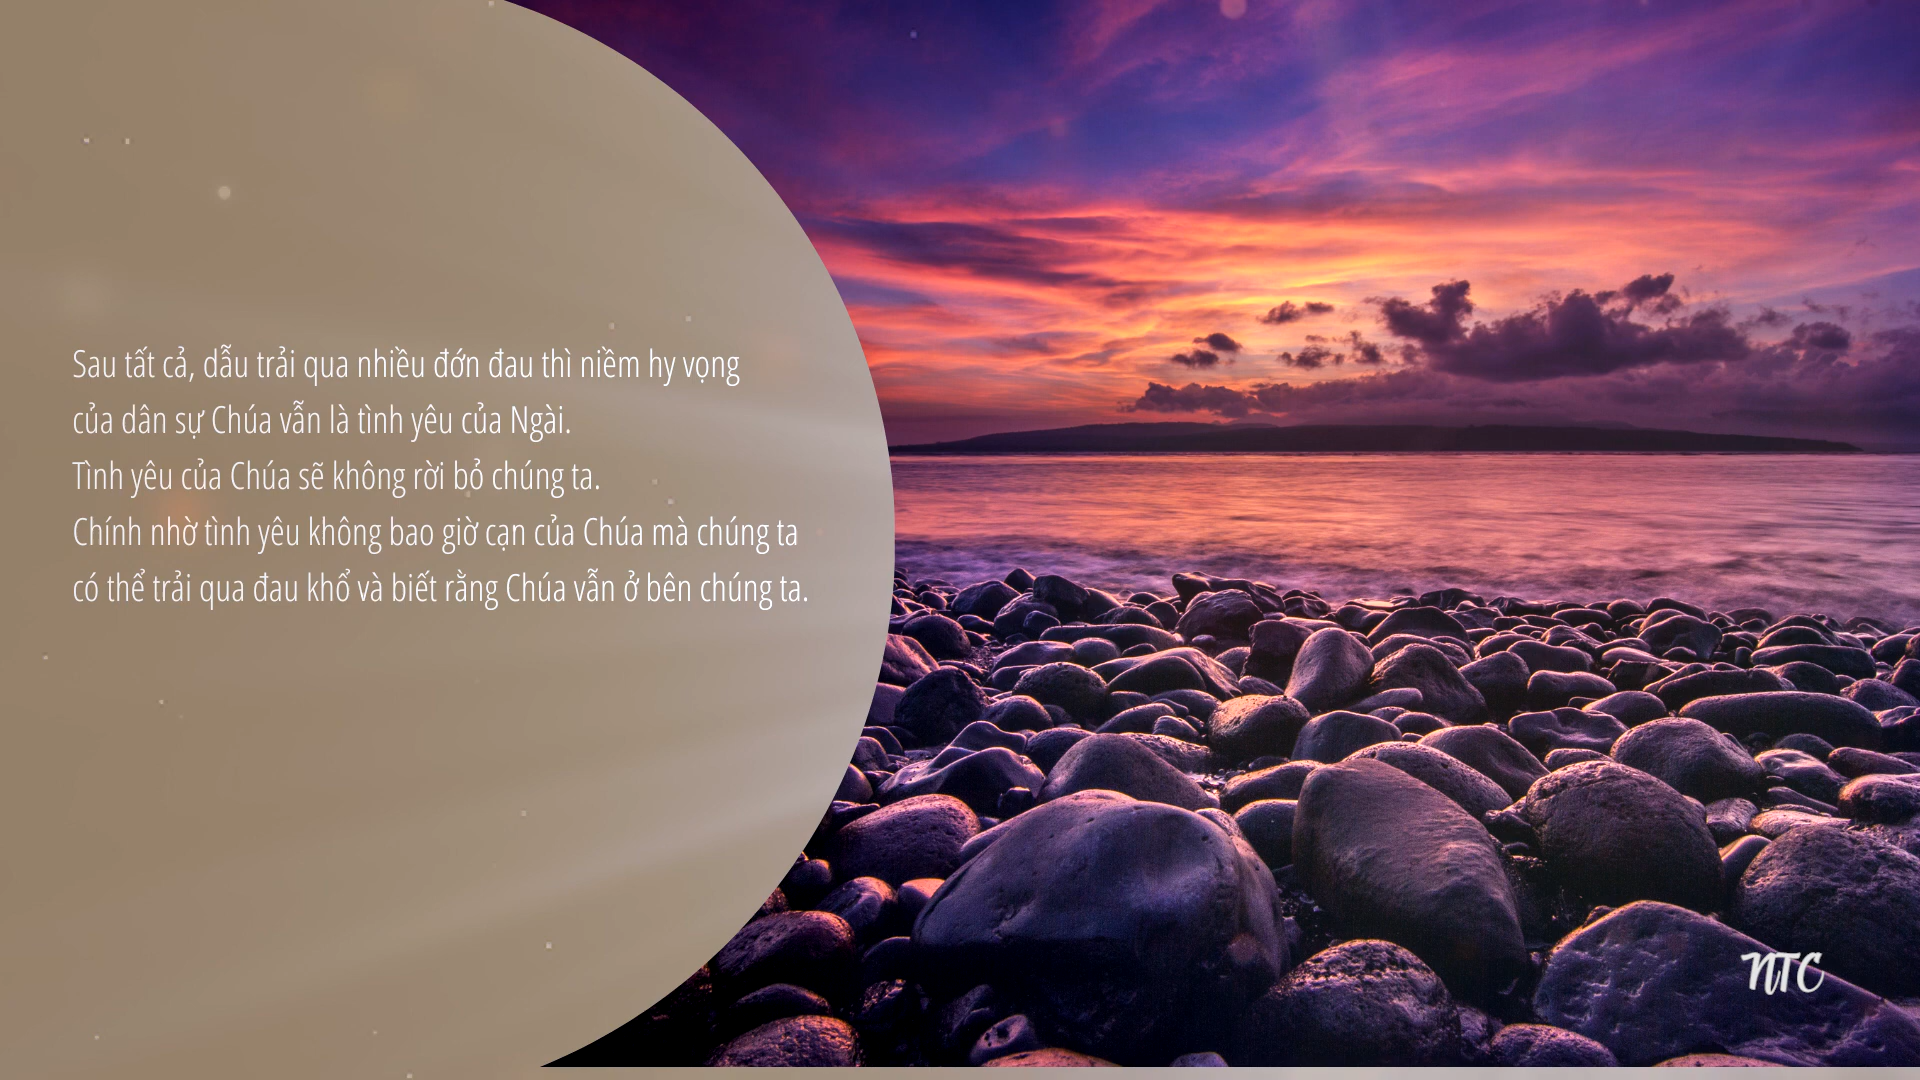 Sau tất cả, dẫu trải qua nhiều đớn đau thì niềm hy vọng
của dân sự Chúa vẫn là tình yêu của Ngài.
Tình yêu của Chúa sẽ không rời bỏ chúng ta.
Chính nhờ tình yêu không bao giờ cạn của Chúa mà chúng ta
có thể trải qua đau khổ và biết rằng Chúa vẫn ở bên chúng ta.
NTC